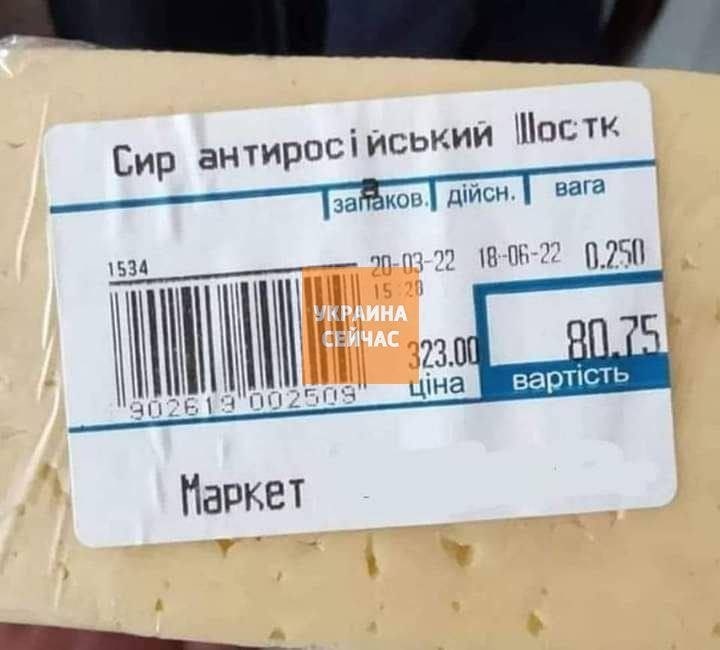 Сир антиросійський Шостк
а
запаков. дійсн. вага
1534
20-03-22 18-06-22 0.250
15:20
УКРАИНА
СЕЙЧАС
323.00 80.75
ціна вартість
902619 002509
Маркет -